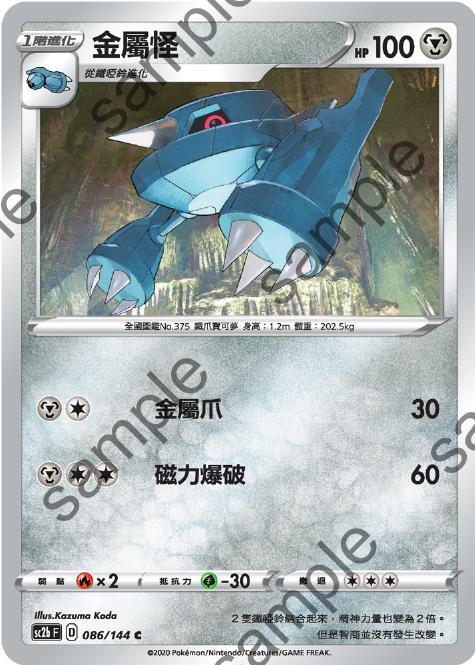 1階進化
金屬怪
HP 100
從鐵啞鈴進化
全國圖鑑No.375 鐵爪寶可夢 身高：1.2m 體重：202.5kg
金屬爪 30
磁力爆破 60
弱點 ×2 抵抗力 -30 撤退
Illus.Kazuma Koda
sc2b F D 086/144 C
2隻鐵啞鈴結合起來，精神力量也變為2倍。
但是智商並沒有發生改變。
©2020 Pokémon/Nintendo/Creatures/GAME FREAK.
sample
sample
sample
sample
sample
sample
sample